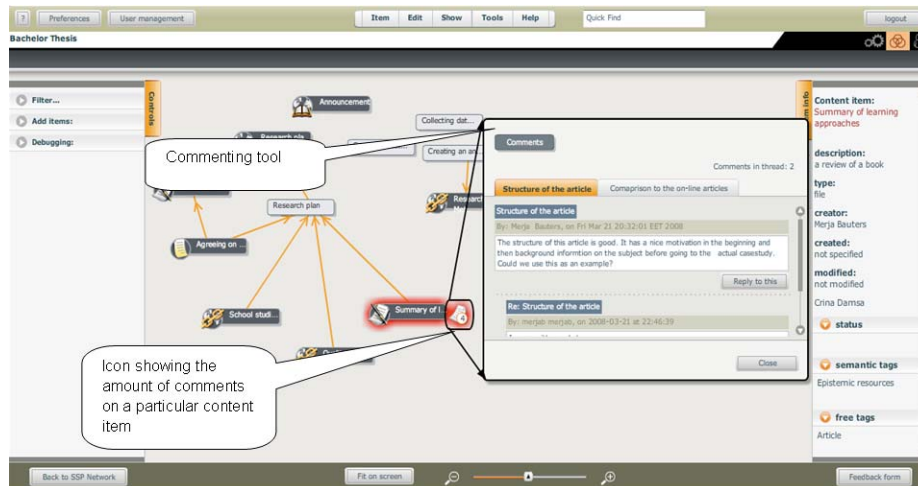 ?
Preferences
User management
Item Edit Show Tools Help
Quick Find
logout
Bachelor Thesis
Filter...
Add items:
Debugging:
Controls
Announcement
Collecting dat...
Research pla
Creating an an...
Commenting tool
Research plan
Agreeing on ...
School studi...
Summary of l
4
Icon showing the
amount of comments
on a particular content
item
Comments
Comments in thread: 2
Structure of the article
Comaprison to the on-line articles
Structure of the article
By: Merja Bauters, on Fri Mar 21 20:32:01 EET 2008
The structure of this article is good. It has a nice motivation in the beginning and
then background informtion on the subject before going to the actual casestudy.
Could we use this as an example?
Reply to this
Re: Structure of the article
By: merjab merjab, on 2008-03-21 at 22:46:39
Close
Content item:
Summary of learning
approaches
description:
a review of a book
type:
file
creator:
Merja Bauters
created:
not specified
modified:
not modified
Crina Damsa
status
semantic tags
Epistemic resources
free tags
Article
Back to SSP Network
Fit on screen
Feedback form